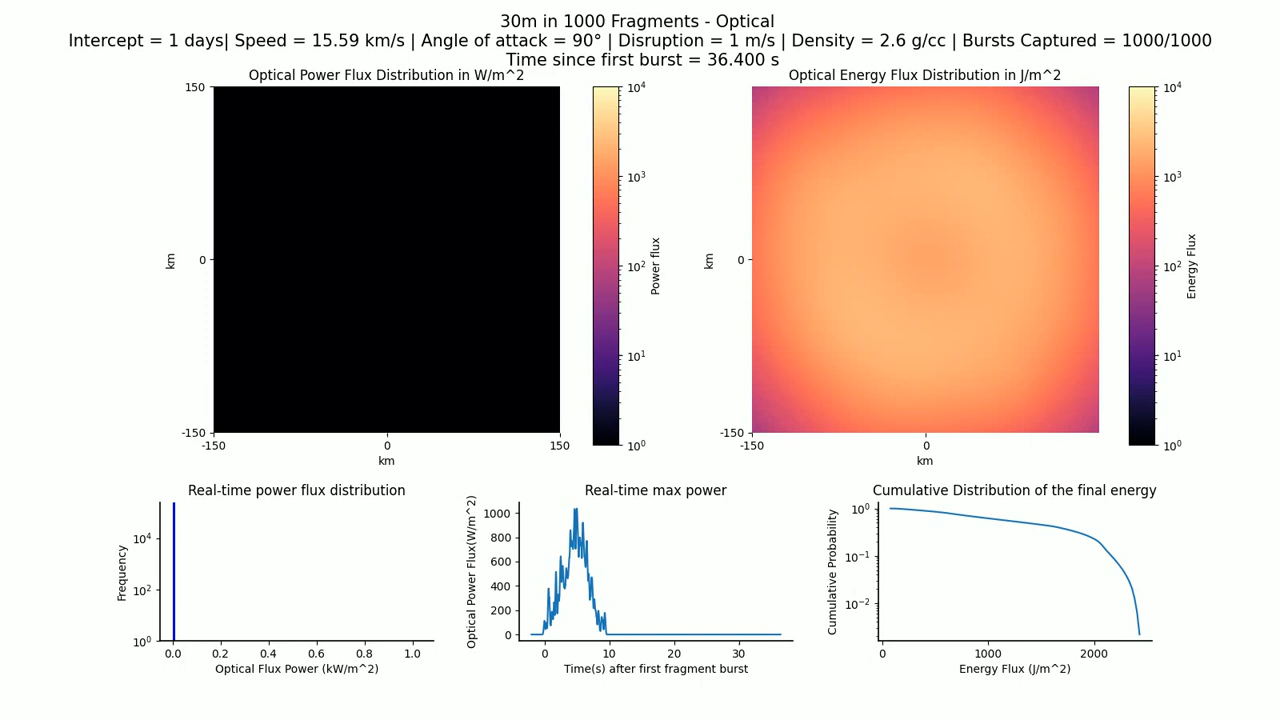 30m in 1000 Fragments - Optical
Intercept = 1 days| Speed = 15.59 km/s | Angle of attack = 90° | Disruption = 1 m/s | Density = 2.6 g/cc | Bursts Captured = 1000/1000
Time since first burst = 36.400 s
Optical Power Flux Distribution in W/m^2
150
0
-150
km
-150
0
150
km
10^4
10^3
10^2
10^1
10^0
Power flux
Optical Energy Flux Distribution in J/m^2
150
0
-150
km
-150
0
km
10^4
10^3
10^2
10^1
10^0
Energy Flux
Real-time power flux distribution
Frequency
10^4
10^2
10^0
0.0
0.2
0.4
0.6
0.8
1.0
Optical Flux Power (kW/m^2)
Real-time max power
Optical Power Flux(W/m^2)
1000
800
600
400
200
0
0
10
20
30
Time(s) after first fragment burst
Cumulative Distribution of the final energy
Cumulative Probability
10^0
10^-1
10^-2
0
1000
2000
Energy Flux (J/m^2)